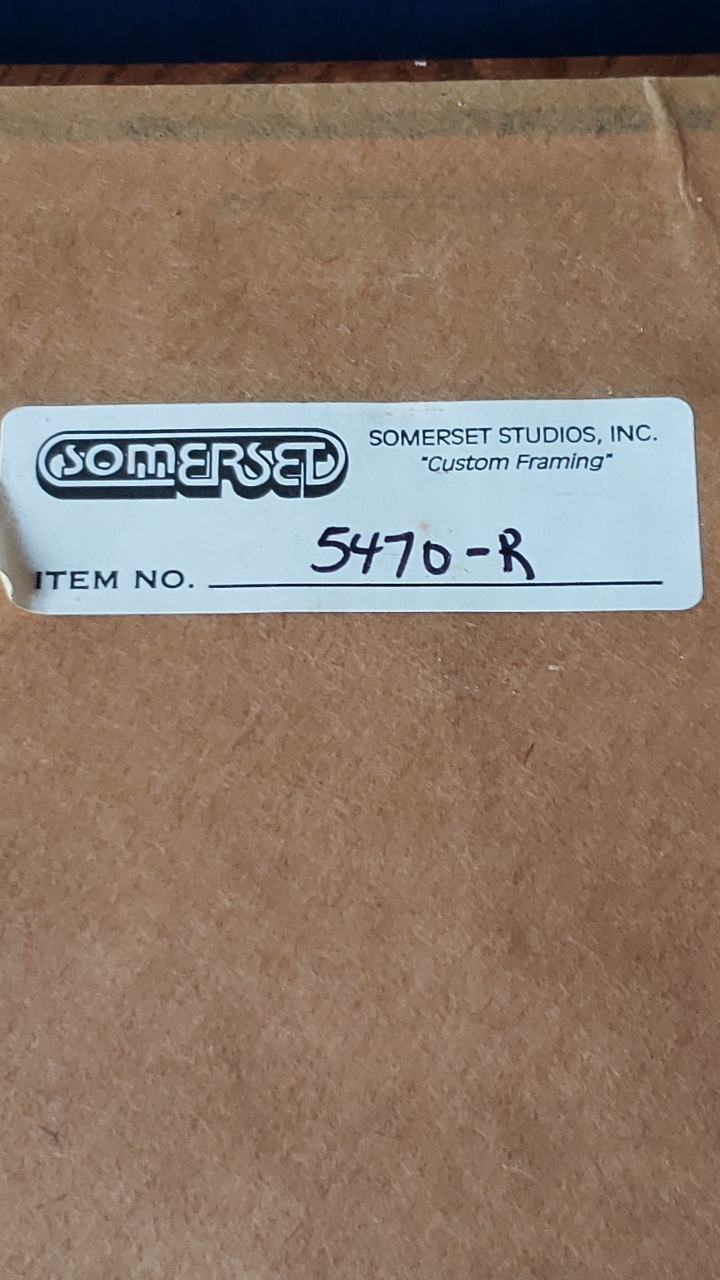 SOMERSET
SOMERSET STUDIOS, INC.
"Custom Framing"
ITEM NO. 5470-R